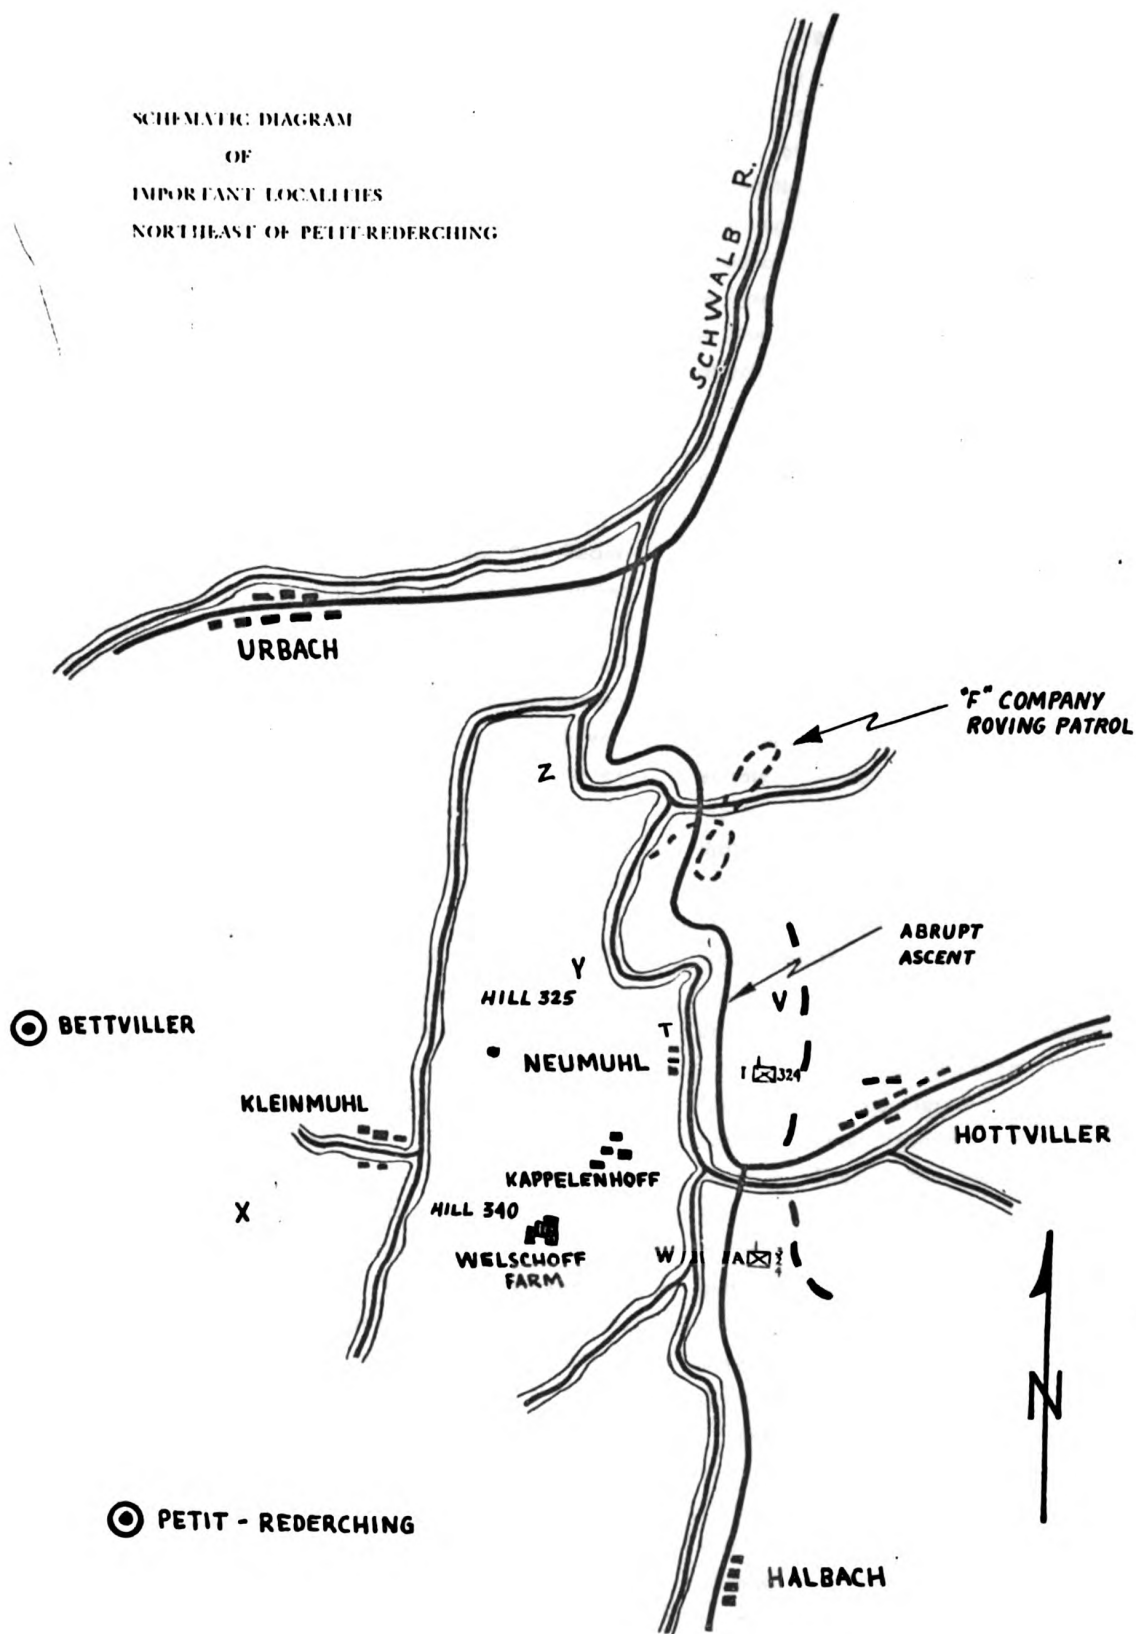 SCHEMATIC DIAGRAM
OF
IMPORTANT LOCALITIES
NORTHEAST OF PETIT-REDERCHING
SCHWALB R.
URBACH
"F" COMPANY
ROVING PATROL
Z
ABRUPT
ASCENT
Y
HILL 325
V
BETTVILLER
T
NEUMUHL
I 324
KLEINMUHL
HOTTVILLER
KAPPELENHOFF
X
HILL 340
WELSCHOFF
FARM
W
A 324
N
PETIT - REDERCHING
HALBACH